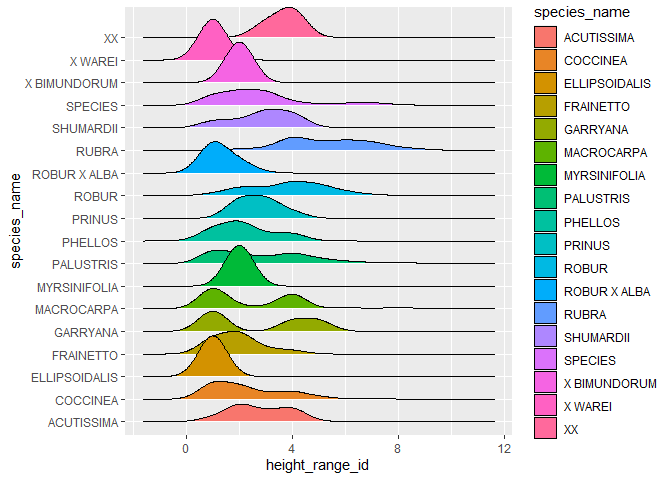 species_name
XX
X WAREI
X BIMUNDORUM
SPECIES
SHUMARDII
RUBRA
ROBUR X ALBA
ROBUR
PRINUS
PHELLOS
PALUSTRIS
MYRSINIFOLIA
MACROCARPA
GARRYANA
FRAINETTO
ELLIPSOIDALIS
COCCINEA
ACUTISSIMA
0 4 8 12
height_range_id
species_name
ACUTISSIMA
COCCINEA
ELLIPSOIDALIS
FRAINETTO
GARRYANA
MACROCARPA
MYRSINIFOLIA
PALUSTRIS
PHELLOS
PRINUS
ROBUR
ROBUR X ALBA
RUBRA
SHUMARDII
SPECIES
X BIMUNDORUM
X WAREI
XX